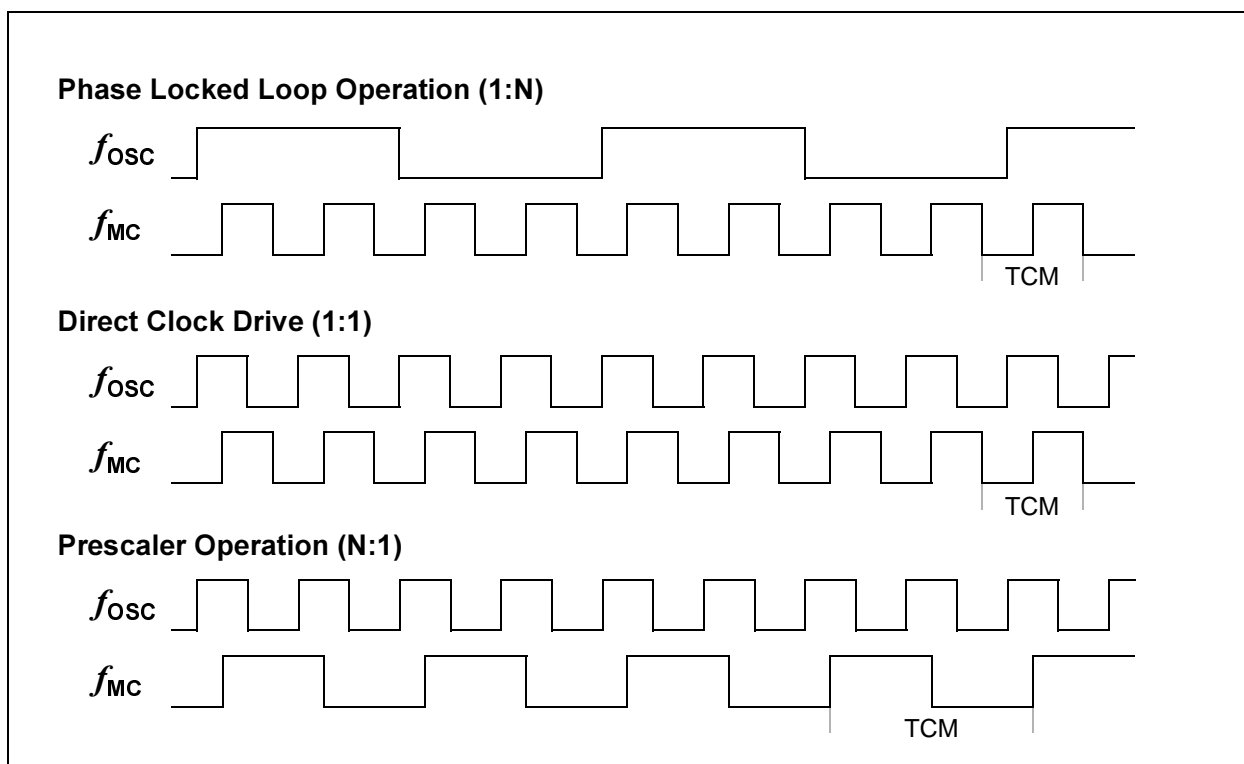 Phase Locked Loop Operation (1:N)
fOSC
fMC
TCM
Direct Clock Drive (1:1)
fOSC
fMC
TCM
Prescaler Operation (N:1)
fOSC
fMC
TCM